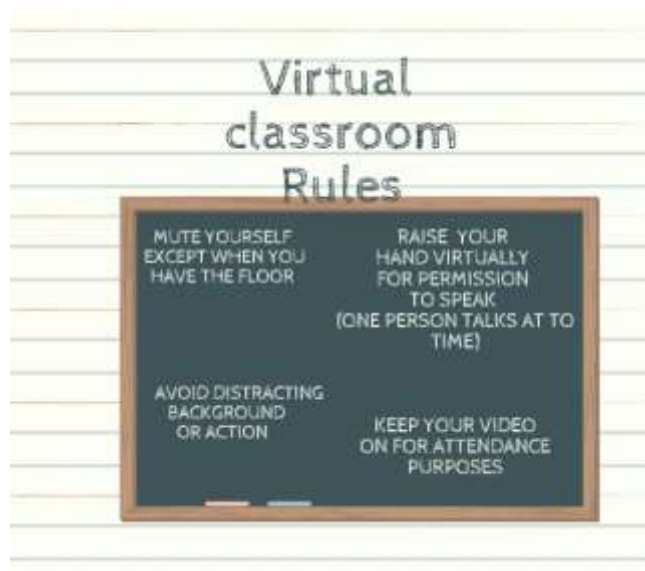 Virtual
classroom
Rules
MUTE YOURSELF
EXCEPT WHEN YOU
HAVE THE FLOOR
RAISE YOUR
HAND VIRTUALLY
FOR PERMISSION
TO SPEAK
(ONE PERSON TALKS AT TO
TIME)
AVOID DISTRACTING
BACKGROUND
OR ACTION
KEEP YOUR VIDEO
ON FOR ATTENDANCE
PURPOSES